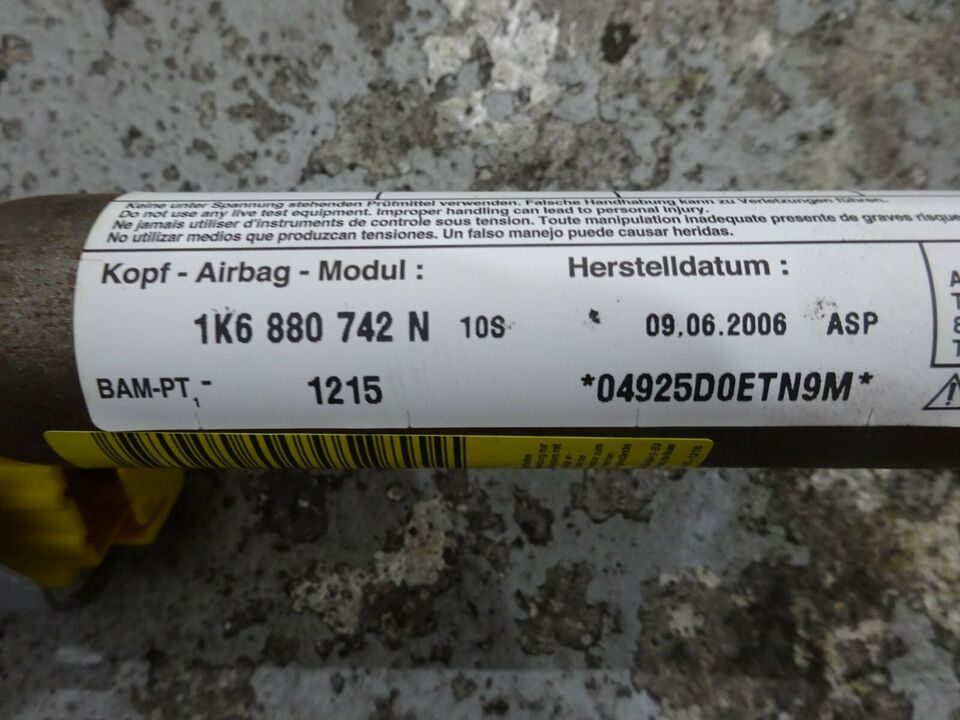 Keine unter Spannung stehenden Prüfmittel verwenden. Falsche Handhabung kann zu Verletzungen führen.
Do not use any live test equipment. Improper handling can lead to personal injury.
Ne jamais utiliser d'instruments de controle sous tension. Toute manipulation inadequate presente de graves risque
No utilizar medios que produzcan tensiones. Un falso manejo puede causar heridas.
Kopf - Airbag - Modul : Herstelldatum :
1K6 880 742 N 10S 09.06.2006 ASP
BAM-PT1 - 1215 *04925D0ETN9M*